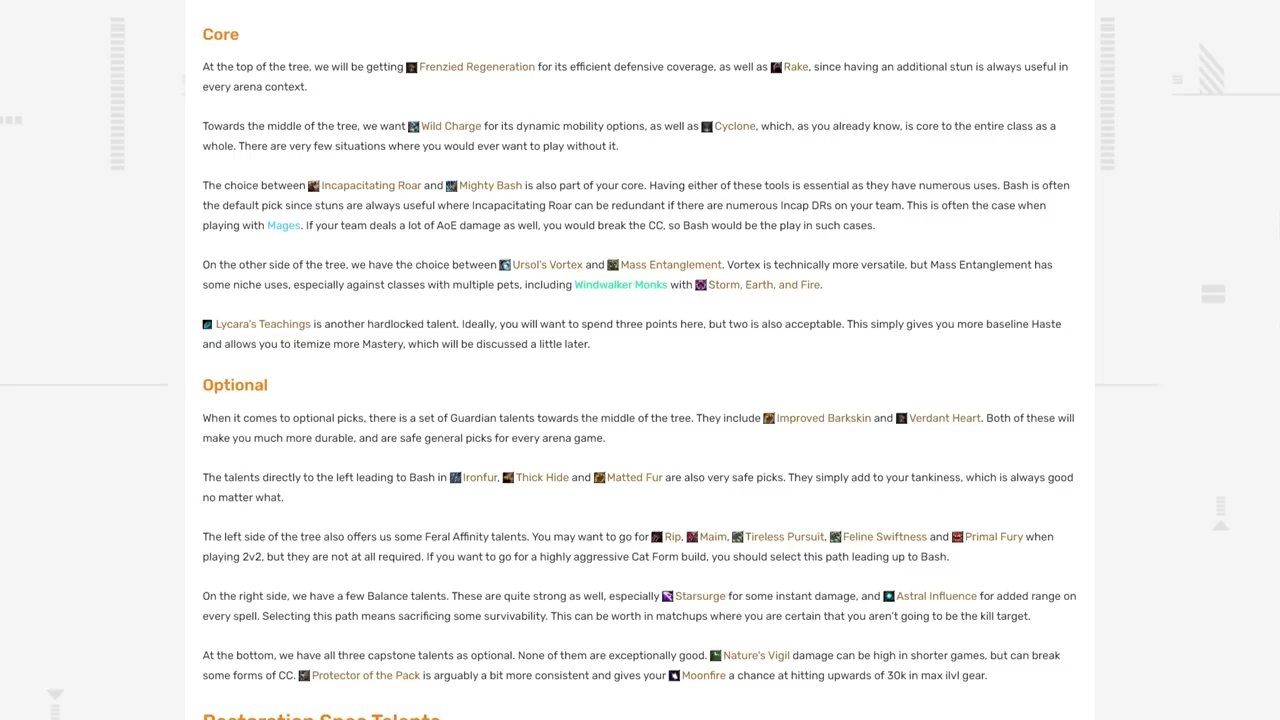 Core
At the top of the tree, we will be getting Frenzied Regeneration for its efficient defensive coverage, as well as Rake, since having an additional stun is always useful in
every arena context.
Towards the middle of the tree, we want Wild Charge for its dynamic mobility options, as well as Cyclone, which, as you already know, is core to the entire class as a
whole. There are very few situations where you would ever want to play without it.
The choice between Incapacitating Roar and Mighty Bash is also part of your core. Having either of these tools is essential as they have numerous uses. Bash is often
the default pick since stuns are always useful where Incapacitating Roar can be redundant if there are numerous Incap DRs on your team. This is often the case when
playing with Mages. If your team deals a lot of AoE damage as well, you would break the CC, so Bash would be the play in such cases.
On the other side of the tree, we have the choice between Ursol's Vortex and Mass Entanglement. Vortex is technically more versatile, but Mass Entanglement has
some niche uses, especially against classes with multiple pets, including Windwalker Monks with Storm, Earth, and Fire.
Lycara's Teachings is another hardlocked talent. Ideally, you will want to spend three points here, but two is also acceptable. This simply gives you more baseline Haste
and allows you to itemize more Mastery, which will be discussed a little later.
Optional
When it comes to optional picks, there is a set of Guardian talents towards the middle of the tree. They include Improved Barkskin and Verdant Heart. Both of these will
make you much more durable, and are safe general picks for every arena game.
The talents directly to the left leading to Bash in Ironfur, Thick Hide and Matted Fur are also very safe picks. They simply add to your tankiness, which is always good
no matter what.
The left side of the tree also offers us some Feral Affinity talents. You may want to go for Rip, Maim, Tireless Pursuit, Feline Swiftness and Primal Fury when
playing 2v2, but they are not at all required. If you want to go for a highly aggressive Cat Form build, you should select this path leading up to Bash.
On the right side, we have a few Balance talents. These are quite strong as well, especially Starsurge for some instant damage, and Astral Influence for added range on
every spell. Selecting this path means sacrificing some survivability. This can be worth in matchups where you are certain that you aren't going to be the kill target.
At the bottom, we have all three capstone talents as optional. None of them are exceptionally good. Nature's Vigil damage can be high in shorter games, but can break
some forms of CC. Protector of the Pack is arguably a bit more consistent and gives your Moonfire a chance at hitting upwards of 30k in max ilvl gear.
Restoration Spec Talents